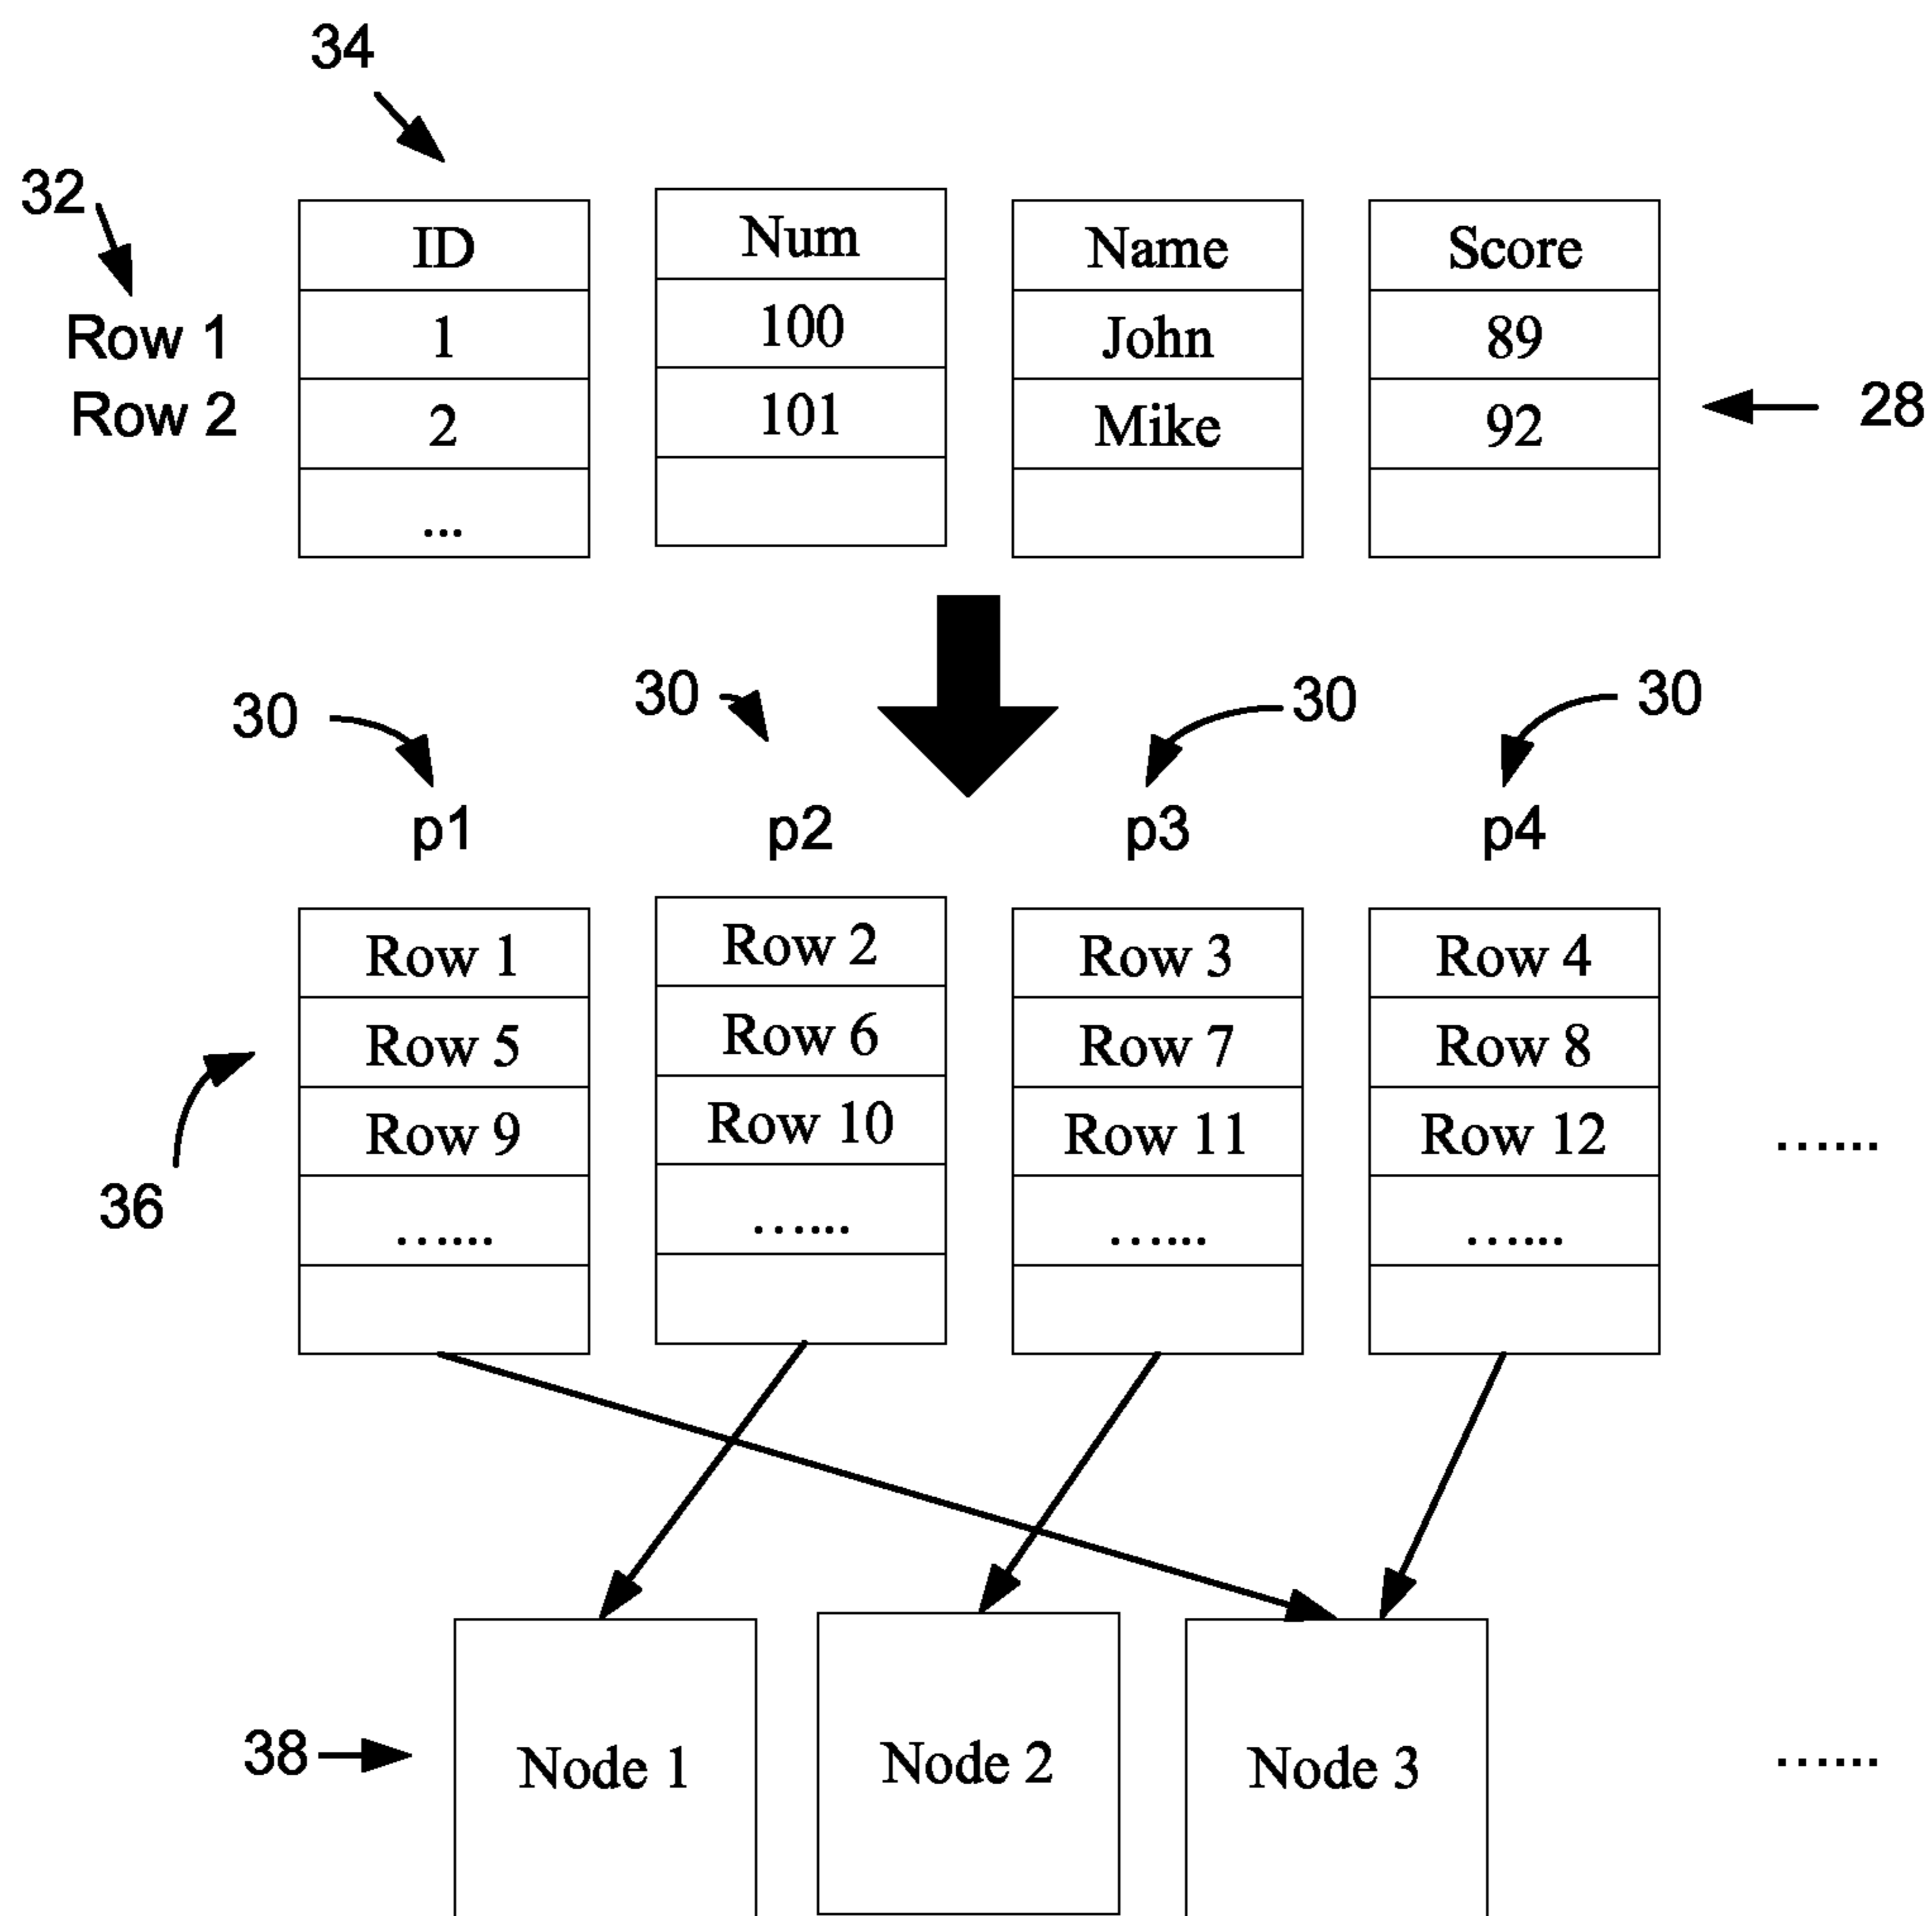 34
32
ID Num Name Score
Row 1 1 100 John 89
Row 2 2 101 Mike 92 28
...
30 30 30 30
p1 p2 p3 p4
Row 1 Row 2 Row 3 Row 4
Row 5 Row 6 Row 7 Row 8
Row 9 Row 10 Row 11 Row 12 ......
36
...... ...... ...... ......
38 Node 1 Node 2 Node 3 ......